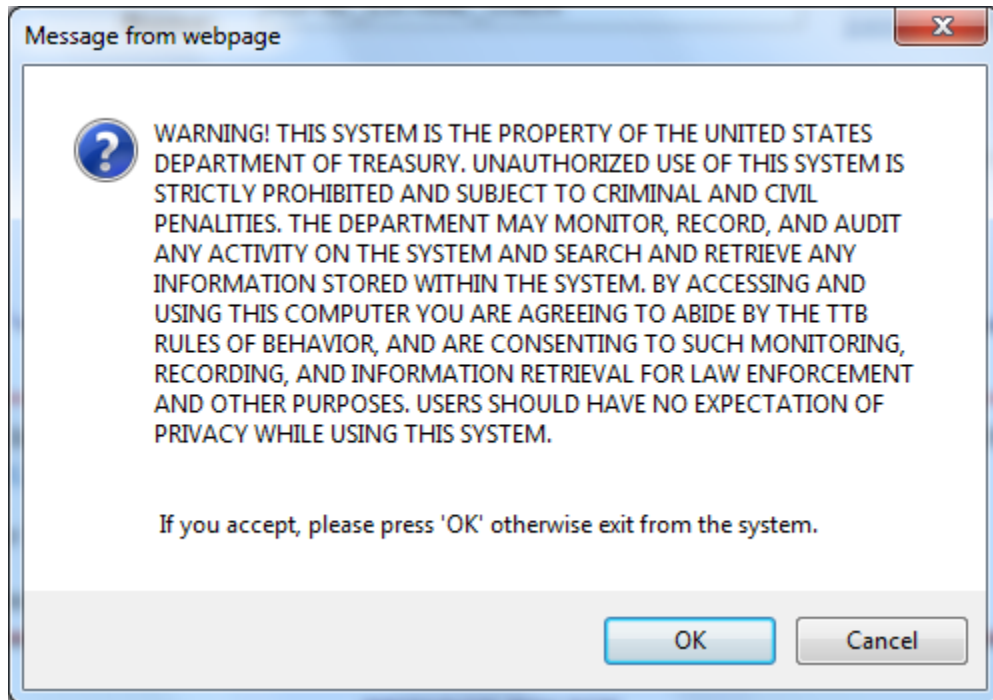 Message from webpage
WARNING! THIS SYSTEM IS THE PROPERTY OF THE UNITED STATES
DEPARTMENT OF TREASURY. UNAUTHORIZED USE OF THIS SYSTEM IS
STRICTLY PROHIBITED AND SUBJECT TO CRIMINAL AND CIVIL
PENALITIES. THE DEPARTMENT MAY MONITOR, RECORD, AND AUDIT
ANY ACTIVITY ON THE SYSTEM AND SEARCH AND RETRIEVE ANY
INFORMATION STORED WITHIN THE SYSTEM. BY ACCESSING AND
USING THIS COMPUTER YOU ARE AGREEING TO ABIDE BY THE TTB
RULES OF BEHAVIOR, AND ARE CONSENTING TO SUCH MONITORING,
RECORDING, AND INFORMATION RETRIEVAL FOR LAW ENFORCEMENT
AND OTHER PURPOSES. USERS SHOULD HAVE NO EXPECTATION OF
PRIVACY WHILE USING THIS SYSTEM.
If you accept, please press 'OK' otherwise exit from the system.
OK Cancel